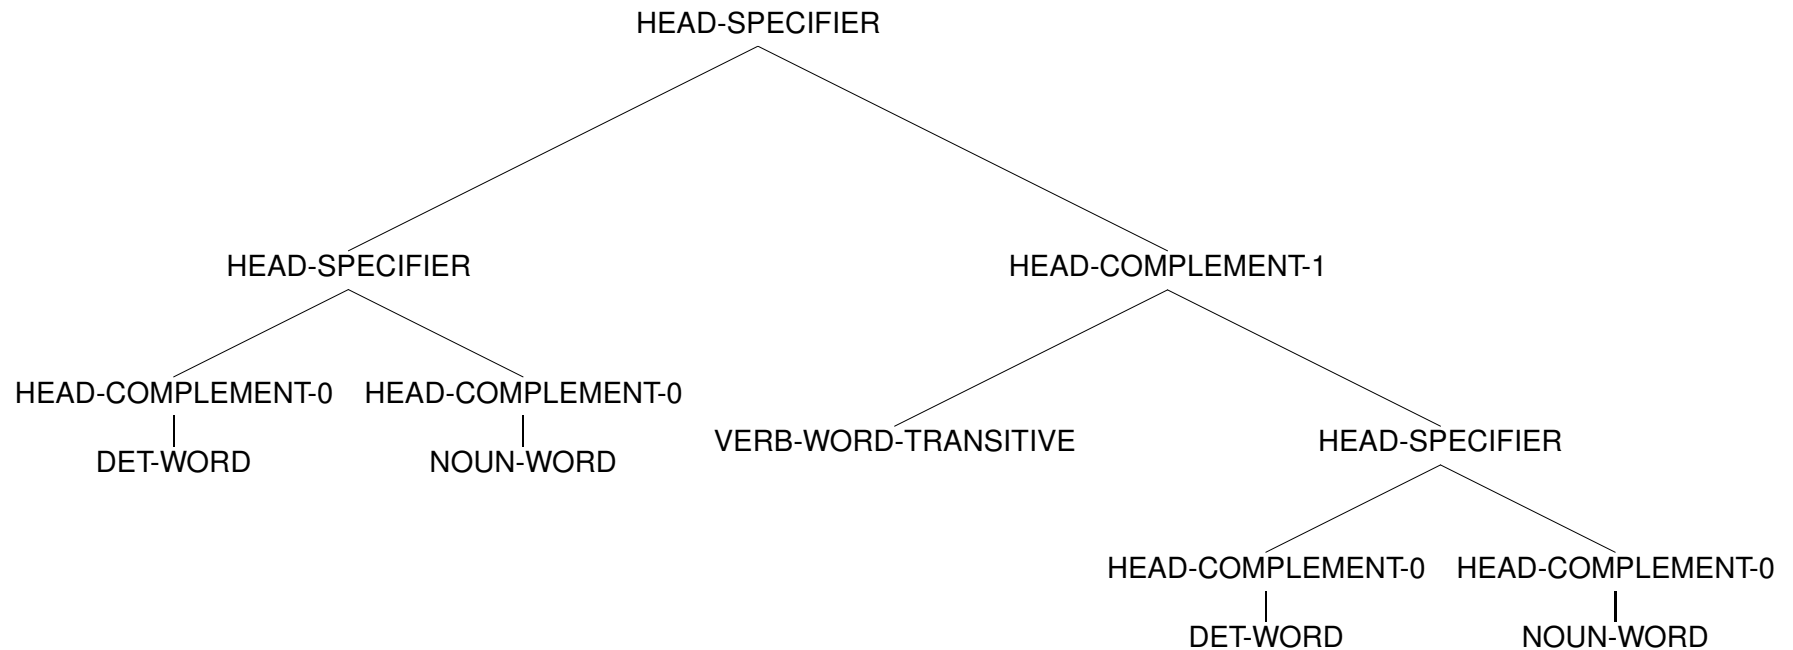 HEAD-SPECIFIER
HEAD-SPECIFIER HEAD-COMPLEMENT-1
HEAD-COMPLEMENT-0 HEAD-COMPLEMENT-0
VERB-WORD-TRANSITIVE HEAD-SPECIFIER
DET-WORD NOUN-WORD
HEAD-COMPLEMENT-0 HEAD-COMPLEMENT-0
DET-WORD NOUN-WORD